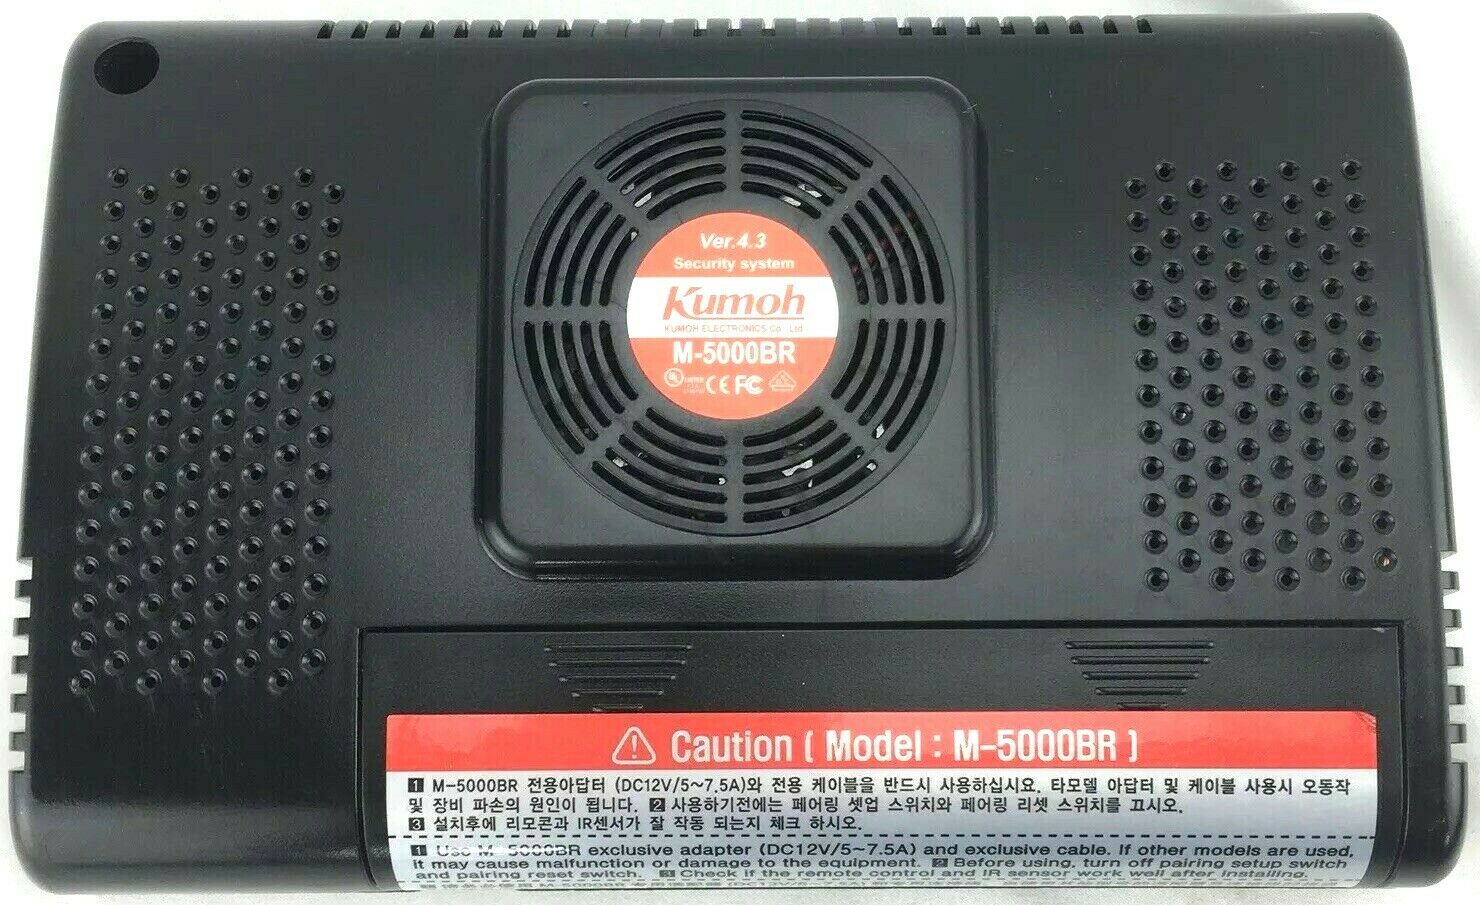 Ver.4.3
Security system
Kumoh
KUMOH ELECTRONICS Co., Ltd
M-5000BR
UL LISTED CE FC
Caution ( Model : M-5000BR )
1 M-5000BR 전용아답터 (DC12V/5~7.5A)와 전용 케이블을 반드시 사용하십시요. 타모델 아답터 및 케이블 사용시 오동작
및 장비 파손의 원인이 됩니다. 2 사용하기전에는 페어링 셋업 스위치와 페어링 리셋 스위치를 끄시오.
3 설치후에 리모콘과 IR센서가 잘 작동 되는지 체크 하시오.
1 Use M-5000BR exclusive adapter (DC12V/5~7.5A) and exclusive cable. If other models are used,
it may cause malfunction or damage to the equipment. 2 Before using, turn off pairing setup switch
and pairing reset switch. 3 Check if the remote control and IR sensor work well after installing.